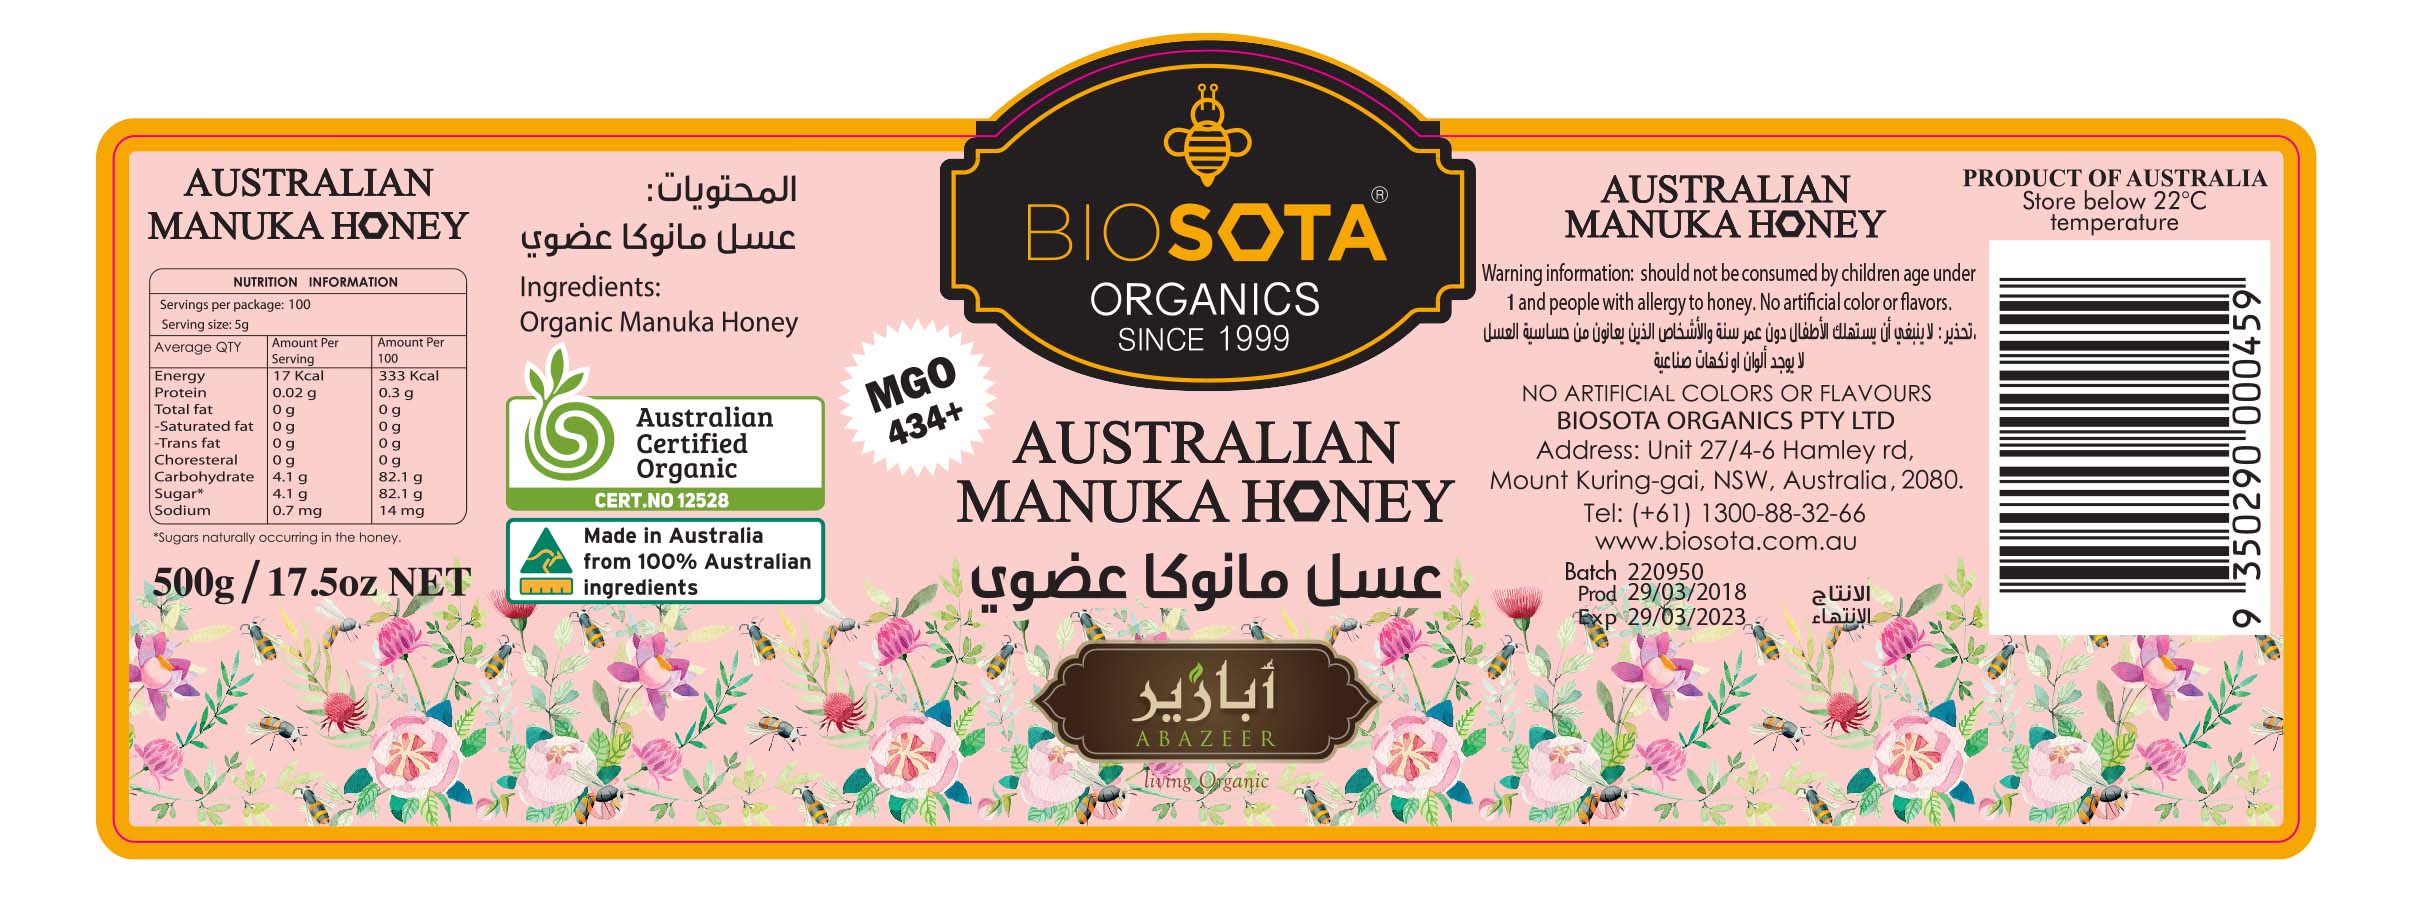 AUSTRALIAN
MANUKA HONEY
NUTRITION INFORMATION
Servings per package: 100
Serving size: 5g
Average QTY Amount Per Serving Amount Per 100
Energy 17 Kcal 333 Kcal
Protein 0.02 g 0.3 g
Total fat 0 g 0 g
-Saturated fat 0 g 0 g
-Trans fat 0 g 0 g
Choresteral 0 g 0 g
Carbohydrate 4.1 g 82.1 g
Sugar* 4.1 g 82.1 g
Sodium 0.7 mg 14 mg
*Sugars naturally occurring in the honey.
500g / 17.5oz NET
المحتويات:
عسل مانوكا عضوي
Ingredients:
Organic Manuka Honey
Australian
Certified
Organic
CERT.NO 12528
Made in Australia
from 100% Australian
ingredients
MGO
434+
BIOSOTA®
ORGANICS
SINCE 1999
AUSTRALIAN
MANUKA HONEY
عسل مانوكا عضوي
أبازير
ABAZEER
living Organic
AUSTRALIAN
MANUKA HONEY
Warning information: should not be consumed by children age under
1 and people with allergy to honey. No artificial color or flavors.
تحذير: لا ينبغي أن يستهلك الأطفال دون عمر سنة والأشخاص الذين يعانون من حساسية العسل.
لا يوجد ألوان او نكهات صناعية
NO ARTIFICIAL COLORS OR FLAVOURS
BIOSOTA ORGANICS PTY LTD
Address: Unit 27/4-6 Hamley rd,
Mount Kuring-gai, NSW, Australia, 2080.
Tel: (+61) 1300-88-32-66
www.biosota.com.au
Batch 220950
Prod 29/03/2018 الانتاج
Exp 29/03/2023 الانتهاء
PRODUCT OF AUSTRALIA
Store below 22°C
temperature
9 350290 000459